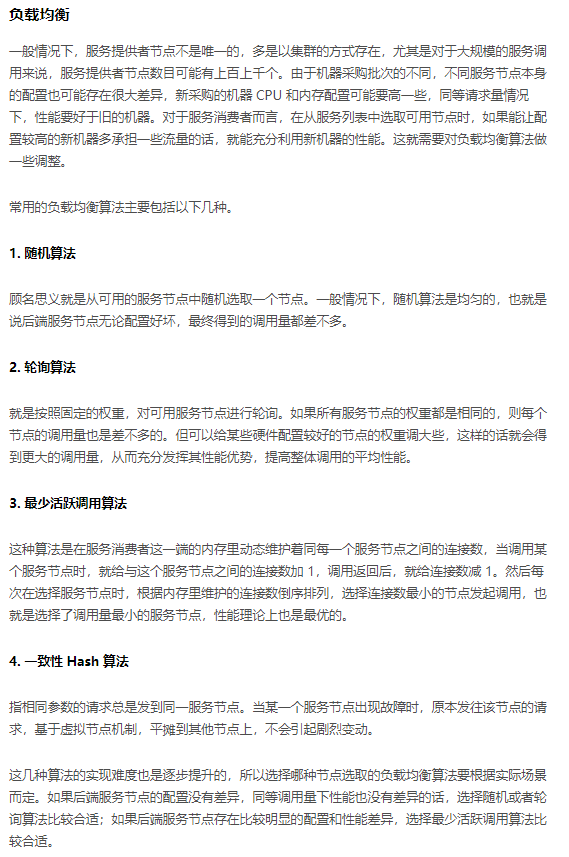 负载均衡
一般情况下，服务提供者节点不是唯一的，多是以集群的方式存在，尤其是对于大规模的服务调
用来说，服务提供者节点数目可能有上百上千个。由于机器采购批次的不同，不同服务节点本身
的配置也可能存在很大差异，新采购的机器 CPU 和内存配置可能要高一些，同等请求量情况
下，性能要好于旧的机器。对于服务消费者而言，在从服务列表中选取可用节点时，如果能让配
置较高的新机器多承担一些流量的话，就能充分利用新机器的性能。这就需要对负载均衡算法做
一些调整。
常用的负载均衡算法主要包括以下几种。
1. 随机算法
顾名思义就是从可用的服务节点中随机选取一个节点。一般情况下，随机算法是均匀的，也就是
说后端服务节点无论配置好坏，最终得到的调用量都差不多。
2. 轮询算法
就是按照固定的权重，对可用服务节点进行轮询。如果所有服务节点的权重都是相同的，则每个
节点的调用量也是差不多的。但可以给某些硬件配置较好的节点的权重调大些，这样的话就会得
到更大的调用量，从而充分发挥其性能优势，提高整体调用的平均性能。
3. 最少活跃调用算法
这种算法是在服务消费者这一端的内存里动态维护着同每一个服务节点之间的连接数，当调用某
个服务节点时，就给与这个服务节点之间的连接数加 1，调用返回后，就给连接数减 1。然后每
次在选择服务节点时，根据内存里维护的连接数倒序排列，选择连接数最小的节点发起调用，也
就是选择了调用量最小的服务节点，性能理论上也是最优的。
4. 一致性 Hash 算法
指相同参数的请求总是发到同一服务节点。当某一个服务节点出现故障时，原本发往该节点的请
求，基于虚拟节点机制，平摊到其他节点上，不会引起剧烈变动。
这几种算法的实现难度也是逐步提升的，所以选择哪种节点选取的负载均衡算法要根据实际场景
而定。如果后端服务节点的配置没有差异，同等调用量下性能也没有差异的话，选择随机或者轮
询算法比较合适；如果后端服务节点存在比较明显的配置和性能差异，选择最少活跃调用算法比
较合适。